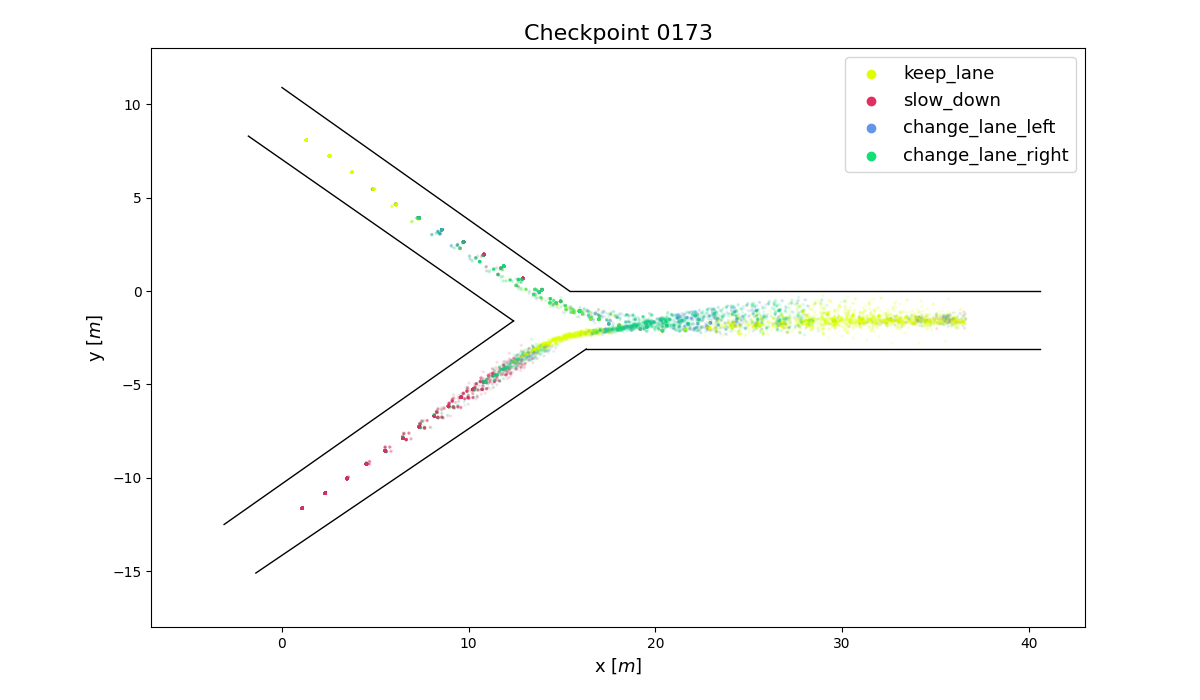 Checkpoint 0173
keep_lane
slow_down
change_lane_left
change_lane_right
10
5
0
−5
−10
−15
y [m]
0
10
20
30
40
x [m]